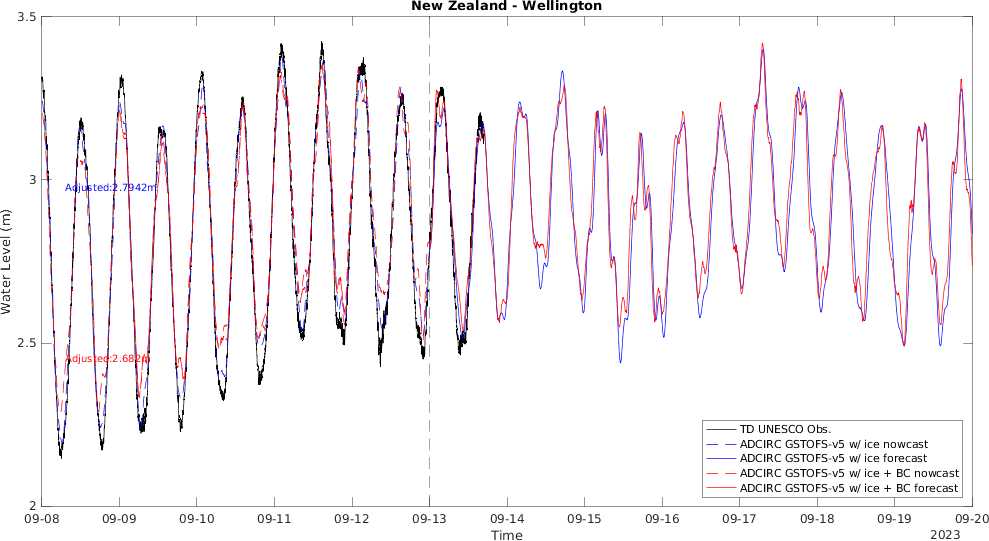 New Zealand - Wellington
3.5
3
2.5
2
Water Level (m)
Adjusted:2.7942m
Adjusted:2.682m
TD UNESCO Obs.
ADCIRC GSTOFS-v5 w/ ice nowcast
ADCIRC GSTOFS-v5 w/ ice forecast
ADCIRC GSTOFS-v5 w/ ice + BC nowcast
ADCIRC GSTOFS-v5 w/ ice + BC forecast
09-08 09-09 09-10 09-11 09-12 09-13 09-14 09-15 09-16 09-17 09-18 09-19 09-20
Time
2023